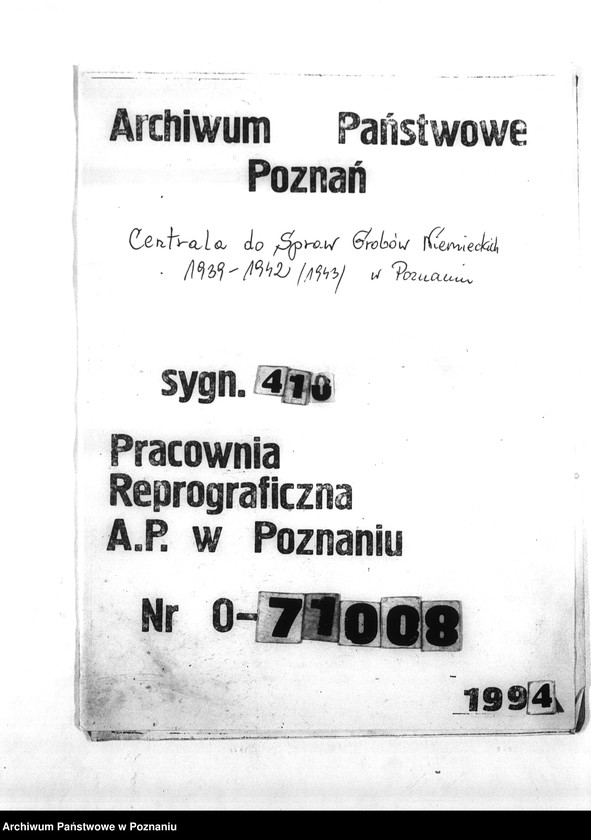 Archiwum Państwowe
Poznań
Centrala do Spraw Grobów Niemieckich
1939-1942 /1943/ w Poznaniu
sygn. 410
Pracownia
Reprograficzna
A.P. w Poznaniu
Nr 0-71008
1994
Archiwum Państwowe w Poznaniu